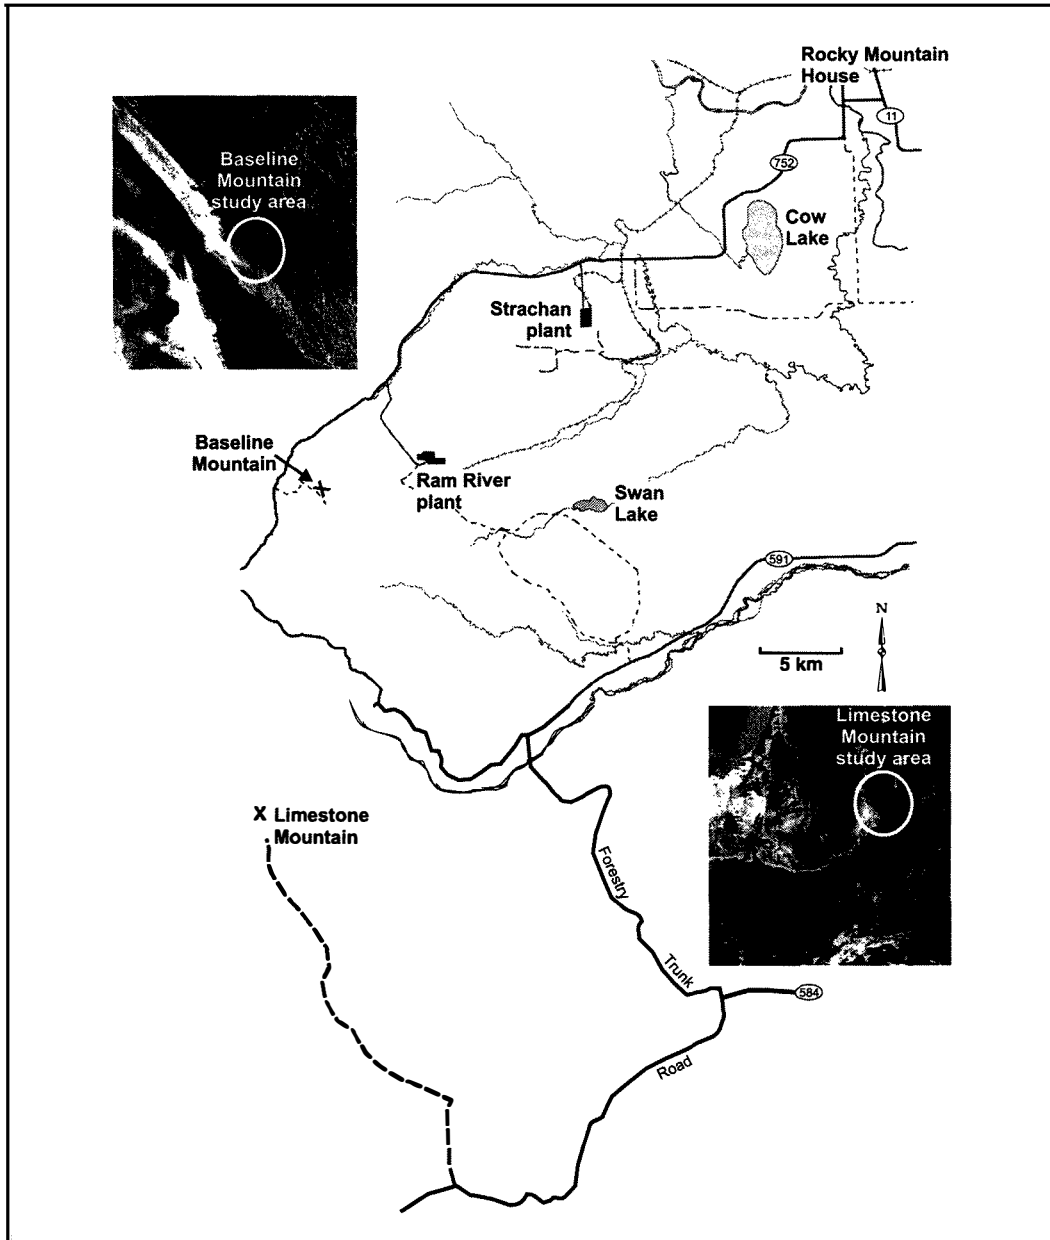 Rocky Mountain
House
11
752
Baseline
Mountain
study area
Cow
Lake
Strachan
plant
Baseline
Mountain
X
Ram River
plant
Swan
Lake
591
N
5 km
Limestone
Mountain
study area
X Limestone
Mountain
Forestry
Trunk
584
Road